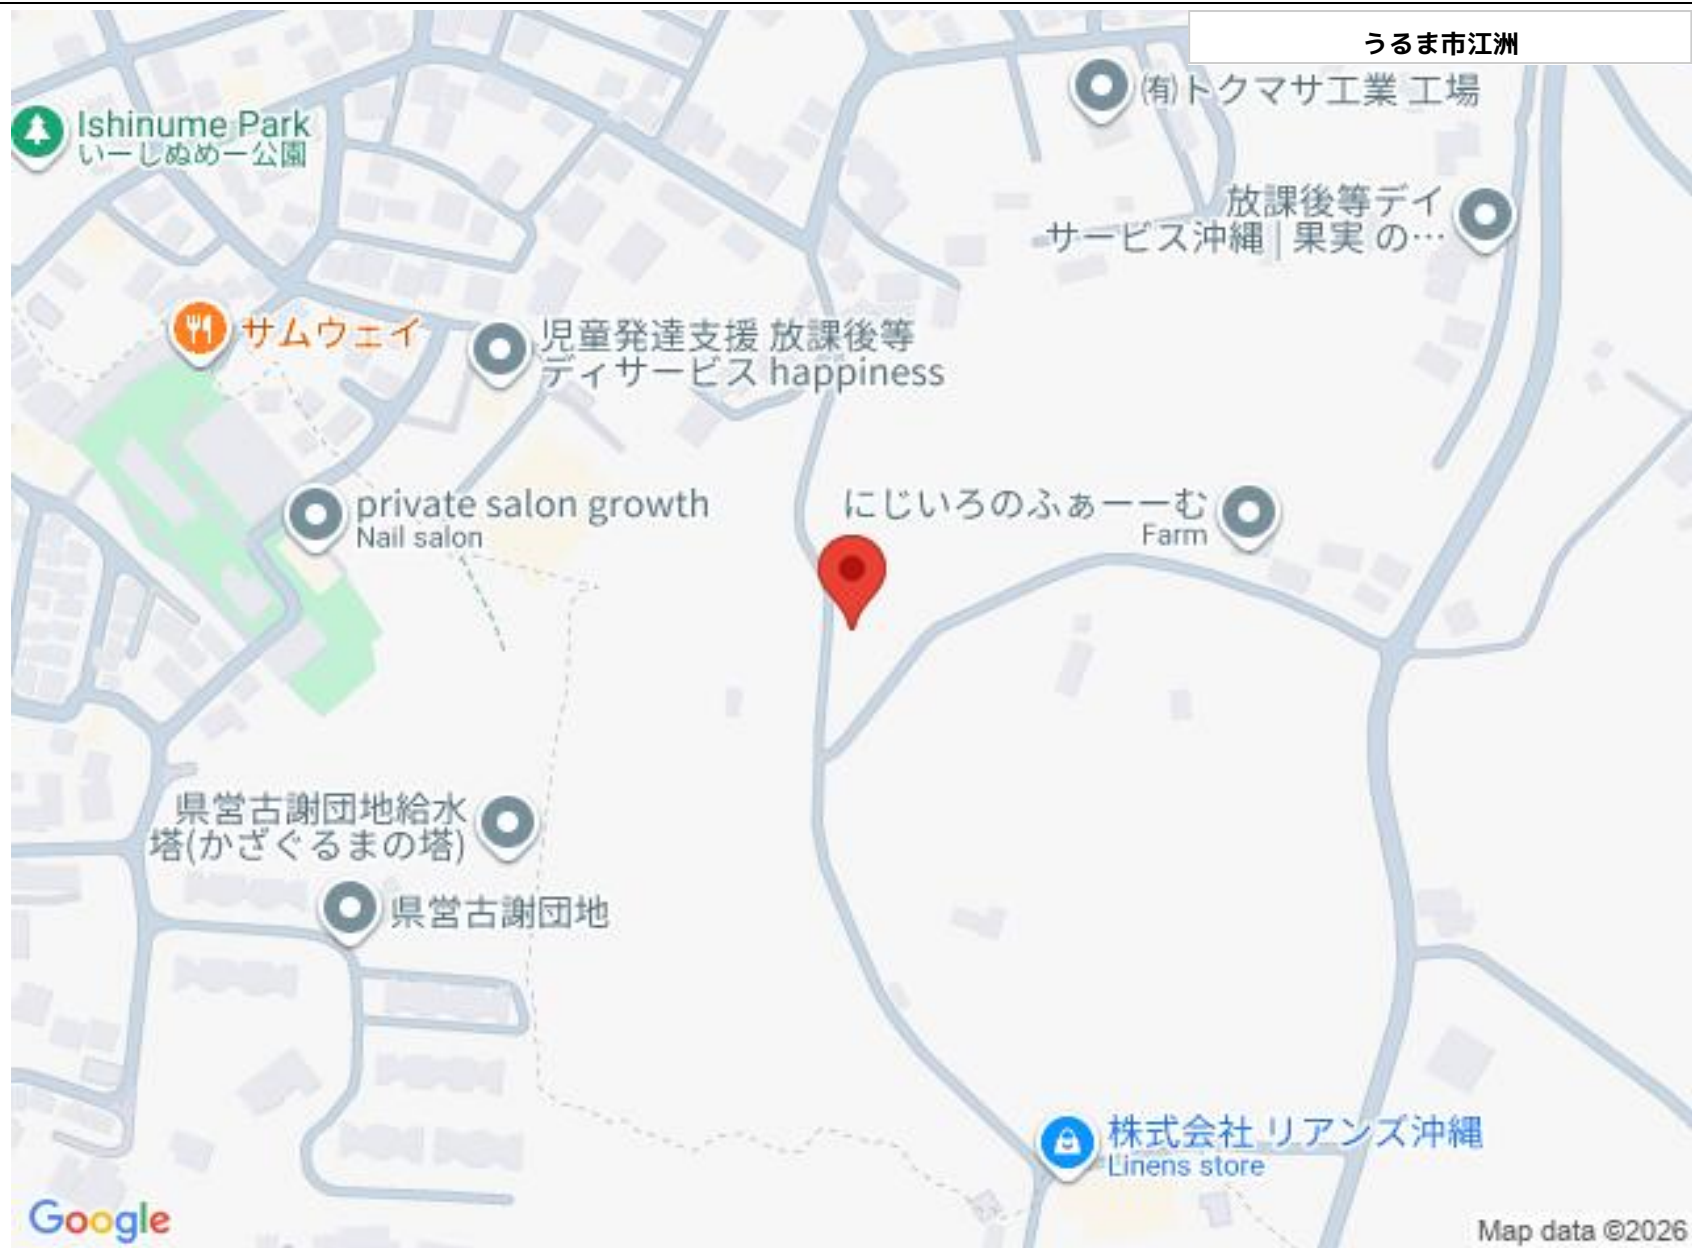 うるま市江洲
㈲トクマサ工業 工場
Ishinume Park
いーしぬめー公園
放課後等デイ
サービス沖縄 | 果実 の…
サムウェイ
児童発達支援 放課後等
ディサービス happiness
private salon growth
Nail salon
にじいろのふぁーーむ
Farm
県営古謝団地給水
塔(かざぐるまの塔)
県営古謝団地
株式会社 リアンズ沖縄
Linens store
Google
Map data ©2026